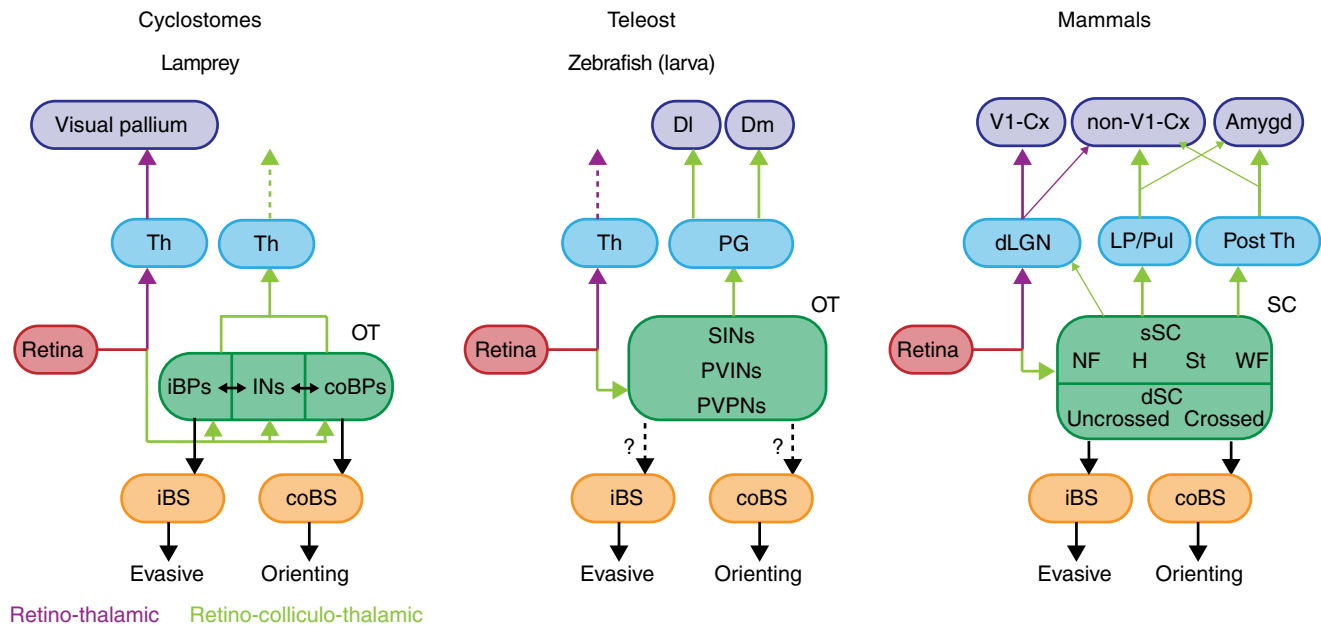 Cyclostomes
Lamprey
Visual pallium
Th
Th
Retina
OT
iBPs
INs
coBPs
iBS
coBS
Evasive
Orienting
Retino-thalamic
Retino-colliculo-thalamic
Teleost
Zebrafish (larva)
Dl
Dm
Th
PG
Retina
OT
SINs
PVINs
PVPNs
?
?
iBS
coBS
Evasive
Orienting
Mammals
V1-Cx
non-V1-Cx
Amygd
dLGN
LP/Pul
Post Th
Retina
SC
sSC
NF H St WF
dSC
Uncrossed Crossed
iBS
coBS
Evasive
Orienting